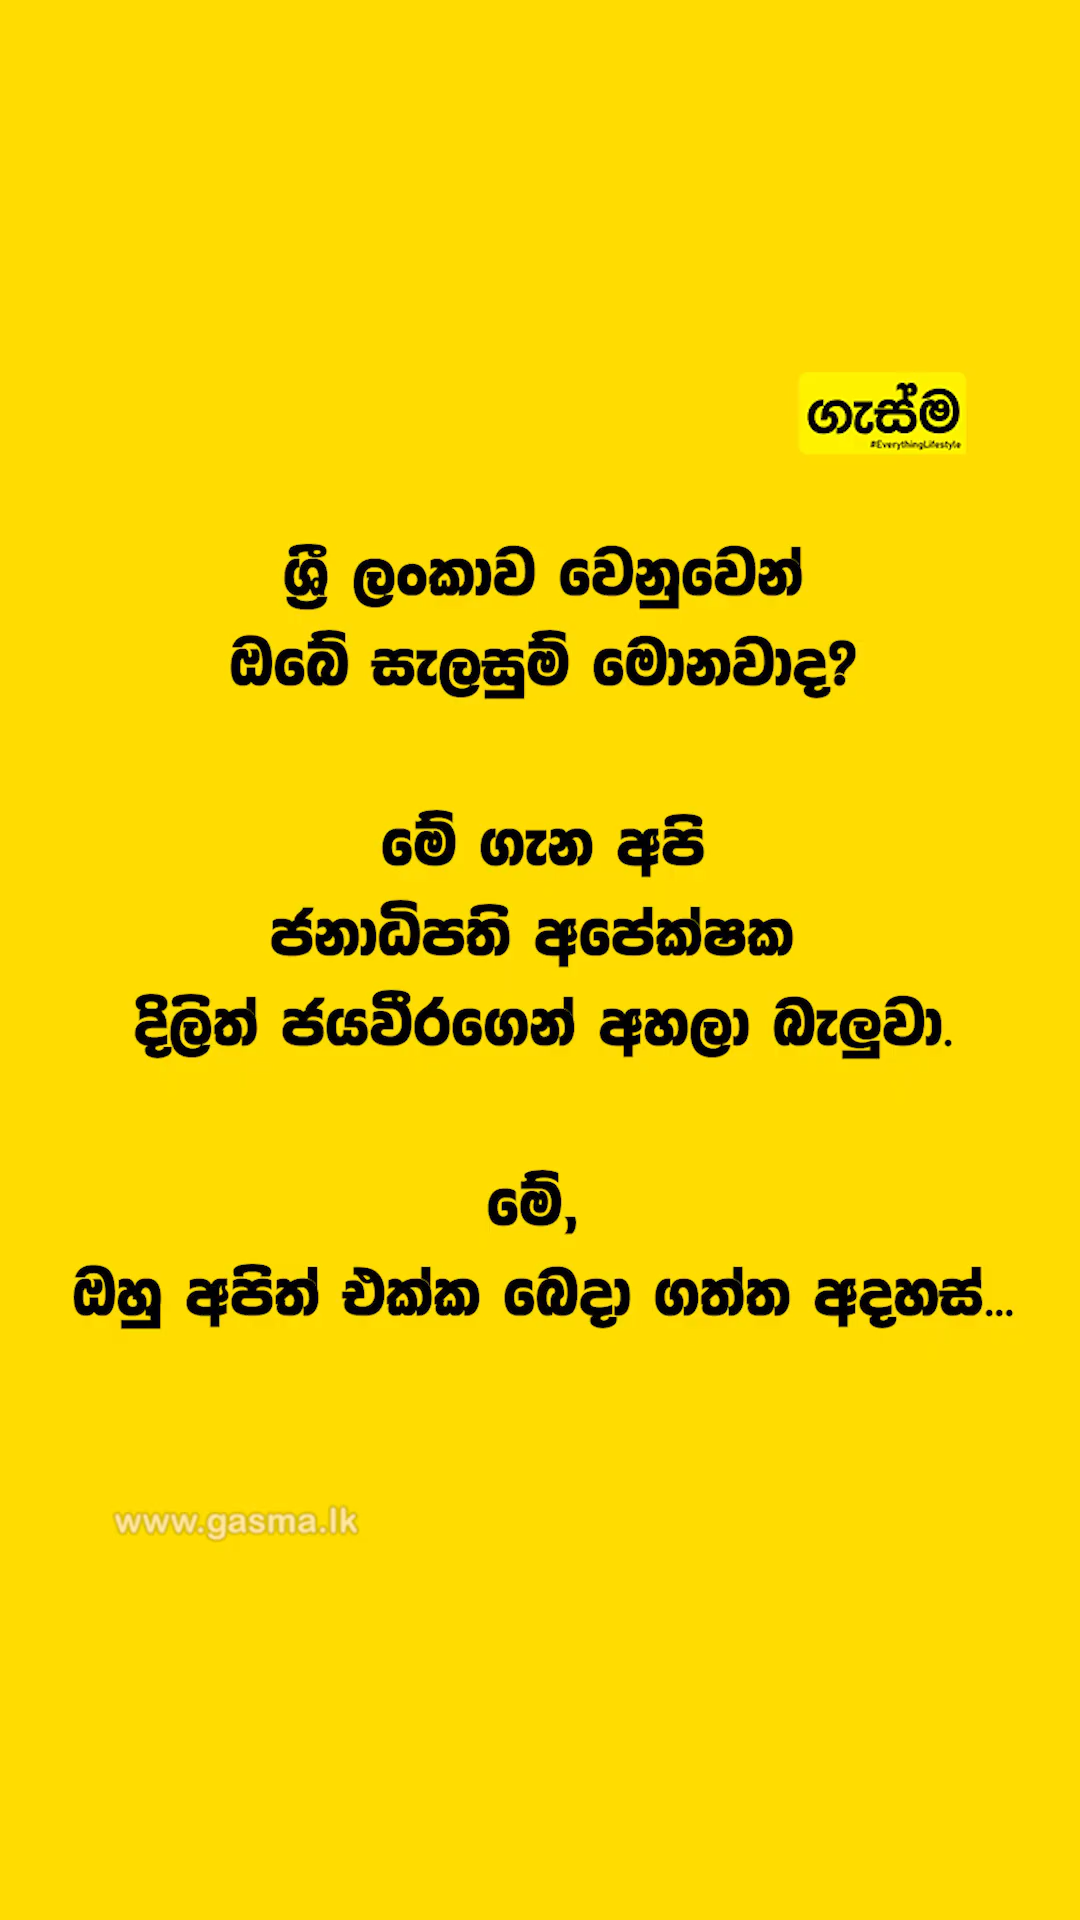 ගැස්ම
#EverythingLifestyle
ශ්‍රී ලංකාව වෙනුවෙන්
ඔබේ සැලසුම් මොනවාද?
මේ ගැන අපි
ජනාධිපති අපේක්ෂක
දිලිත් ජයවීරගෙන් අහලා බැලුවා.
මේ,
ඔහු අපිත් එක්ක බෙදා ගත්ත අදහස්...
www.gasma.lk